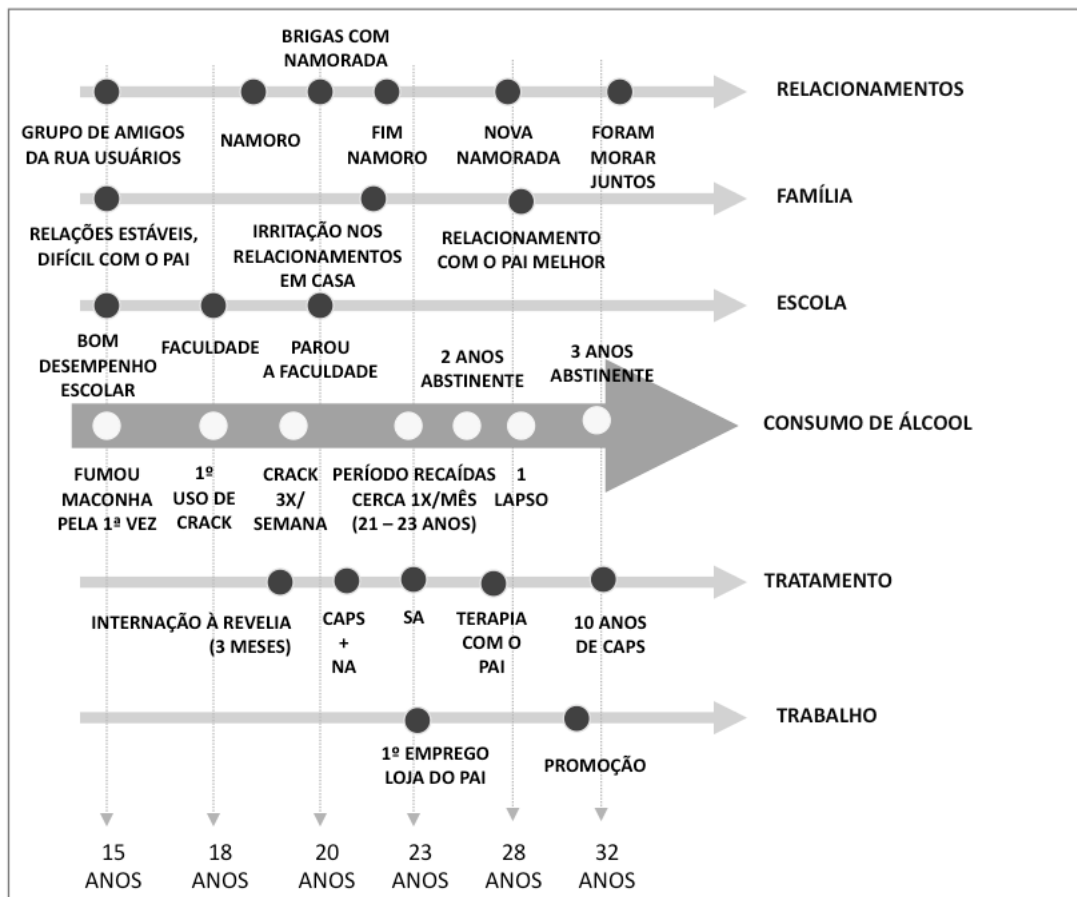 BRIGAS COM
NAMORADA
RELACIONAMENTOS
GRUPO DE AMIGOS
DA RUA USUÁRIOS
NAMORO
FIM
NAMORO
NOVA
NAMORADA
FORAM
MORAR
JUNTOS
FAMÍLIA
RELAÇÕES ESTÁVEIS,
DIFÍCIL COM O PAI
IRRITAÇÃO NOS
RELACIONAMENTOS
EM CASA
RELACIONAMENTO
COM O PAI MELHOR
ESCOLA
BOM
DESEMPENHO
ESCOLAR
FACULDADE
PAROU
A FACULDADE
2 ANOS
ABSTINENTE
3 ANOS
ABSTINENTE
CONSUMO DE ÁLCOOL
FUMOU
MACONHA
PELA 1ª VEZ
1º
USO DE
CRACK
CRACK
3X/
SEMANA
PERÍODO RECAÍDAS
CERCA 1X/MÊS
(21 – 23 ANOS)
1
LAPSO
TRATAMENTO
INTERNAÇÃO À REVELIA
(3 MESES)
CAPS
+
NA
SA
TERAPIA
COM O
PAI
10 ANOS
DE CAPS
TRABALHO
1º EMPREGO
LOJA DO PAI
PROMOÇÃO
15
ANOS
18
ANOS
20
ANOS
23
ANOS
28
ANOS
32
ANOS